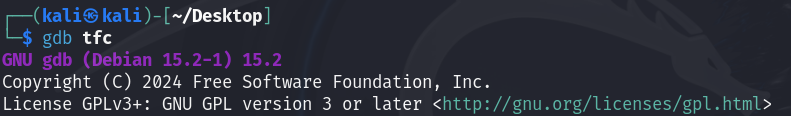 ┌──(kali㉿kali)-[~/Desktop]
└─$ gdb tfc
GNU gdb (Debian 15.2-1) 15.2
Copyright (C) 2024 Free Software Foundation, Inc.
License GPLv3+: GNU GPL version 3 or later <http://gnu.org/licenses/gpl.html>